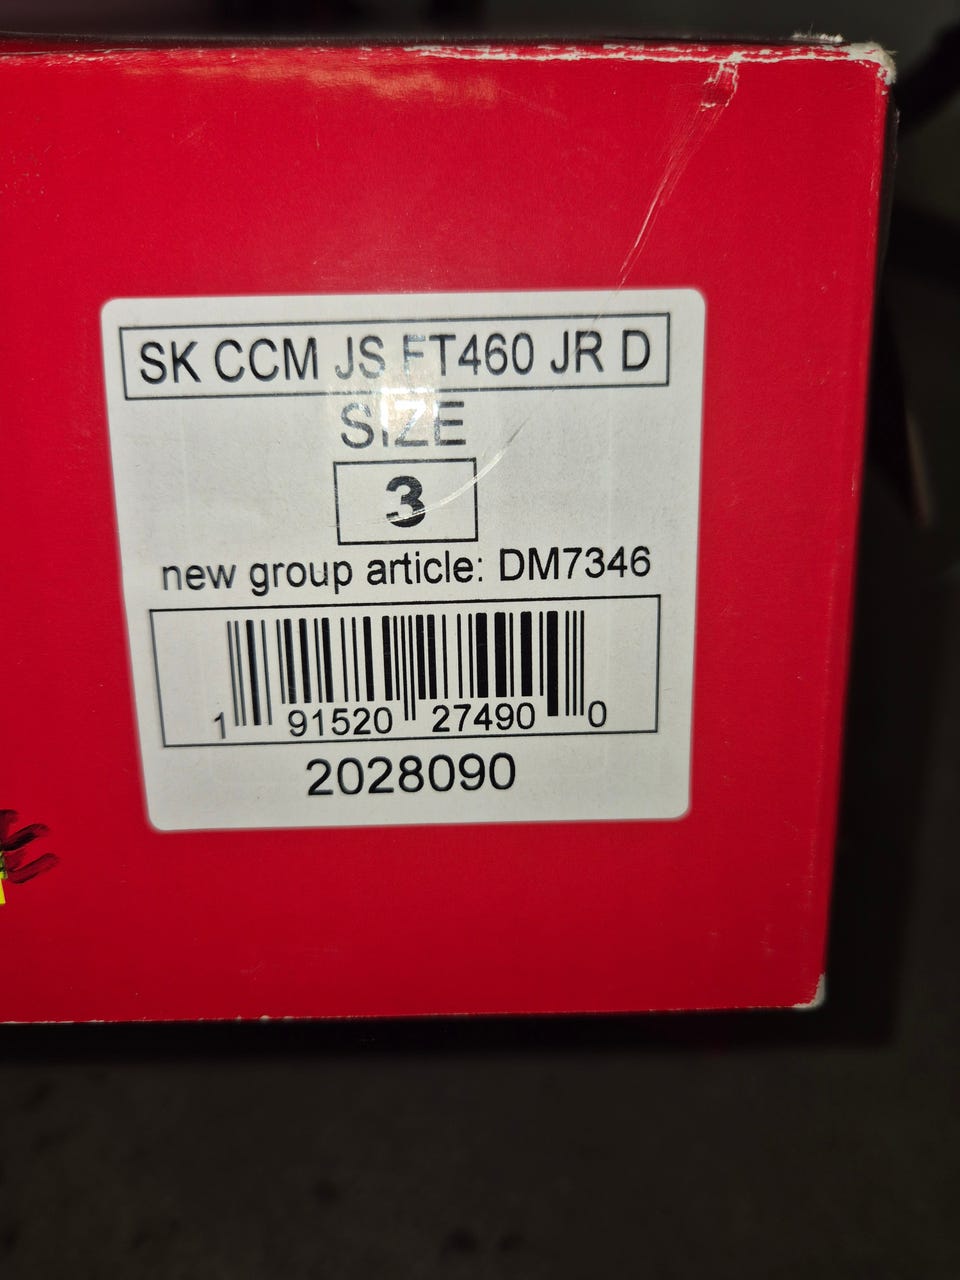 SK CCM JS FT460 JR D
SIZE
3
new group article: DM7346
1 91520 27490 0
2028090